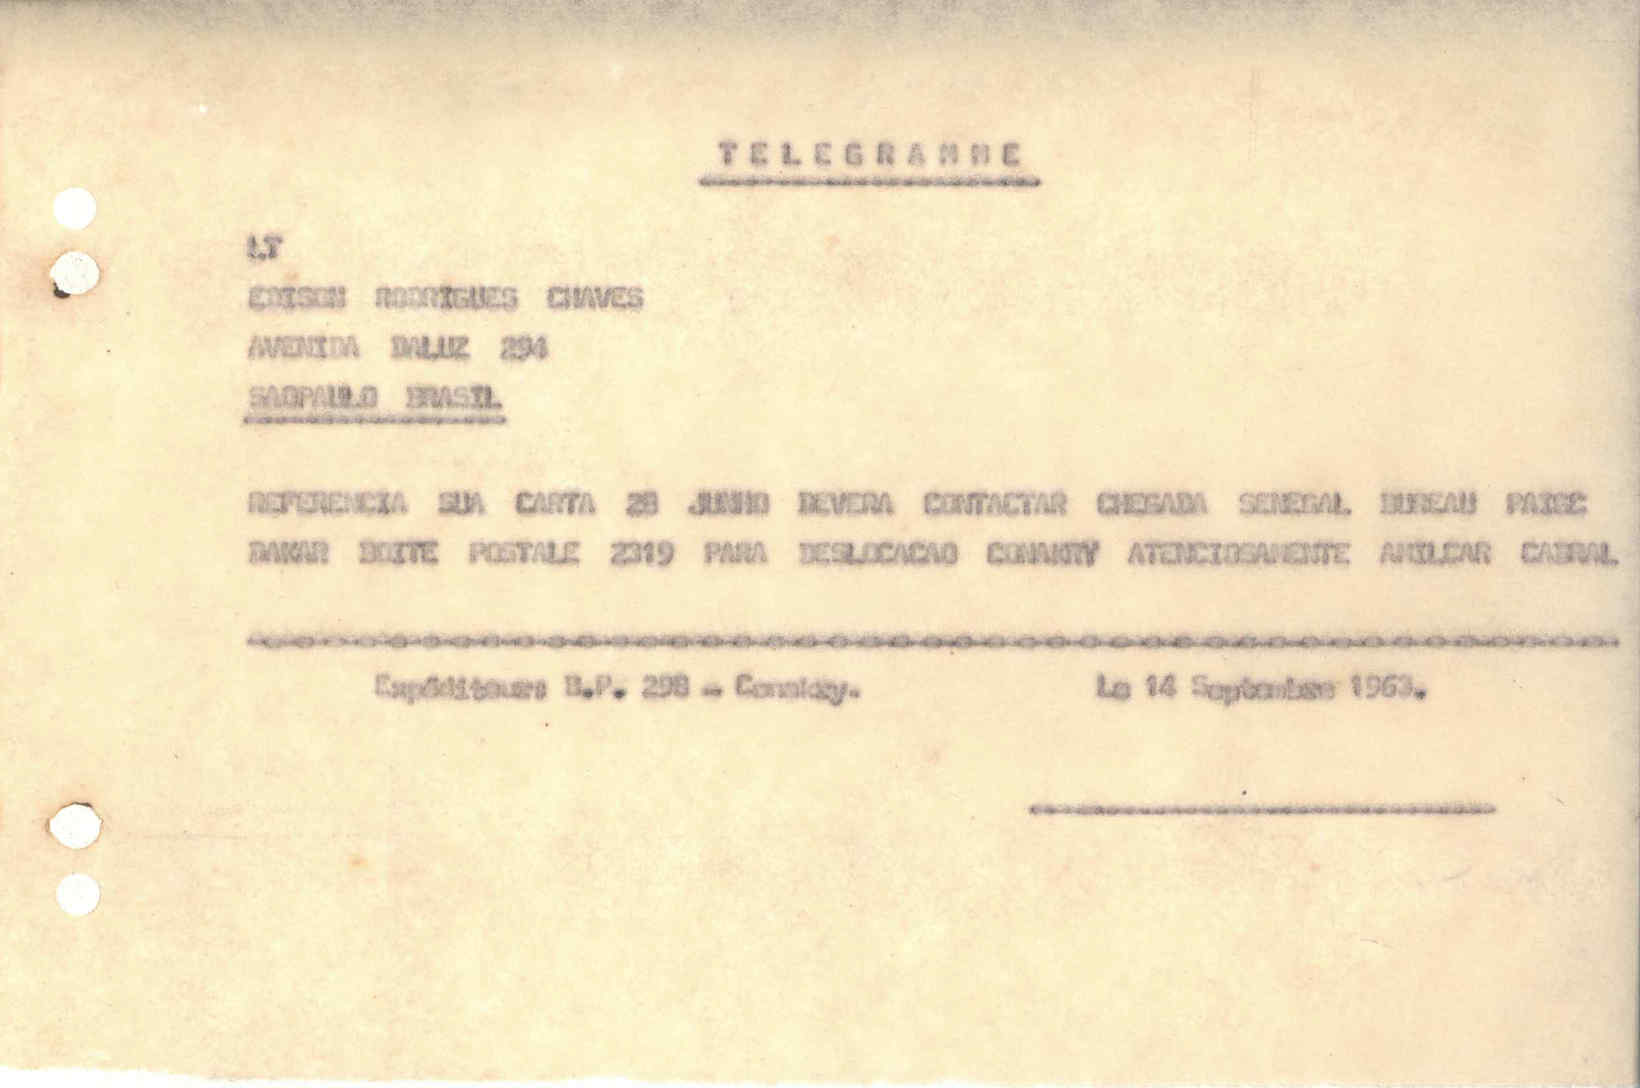 TELEGRAMME
LT
EDISON RODRIGUES CHAVES
AVENIDA DALUZ 294
SAOPAULO BRASIL
REFERENCIA SUA CARTA 28 JUNHO DEVERA CONTACTAR CHEGADA SENEGAL BUREAU PAIGC
DAKAR BOITE POSTALE 2319 PARA DESLOCACAO CONAKRY ATENCIOSAMENTE AMILCAR CABRAL
Expéditeur: B.P. 298 - Conakry. Le 14 Septembre 1963.